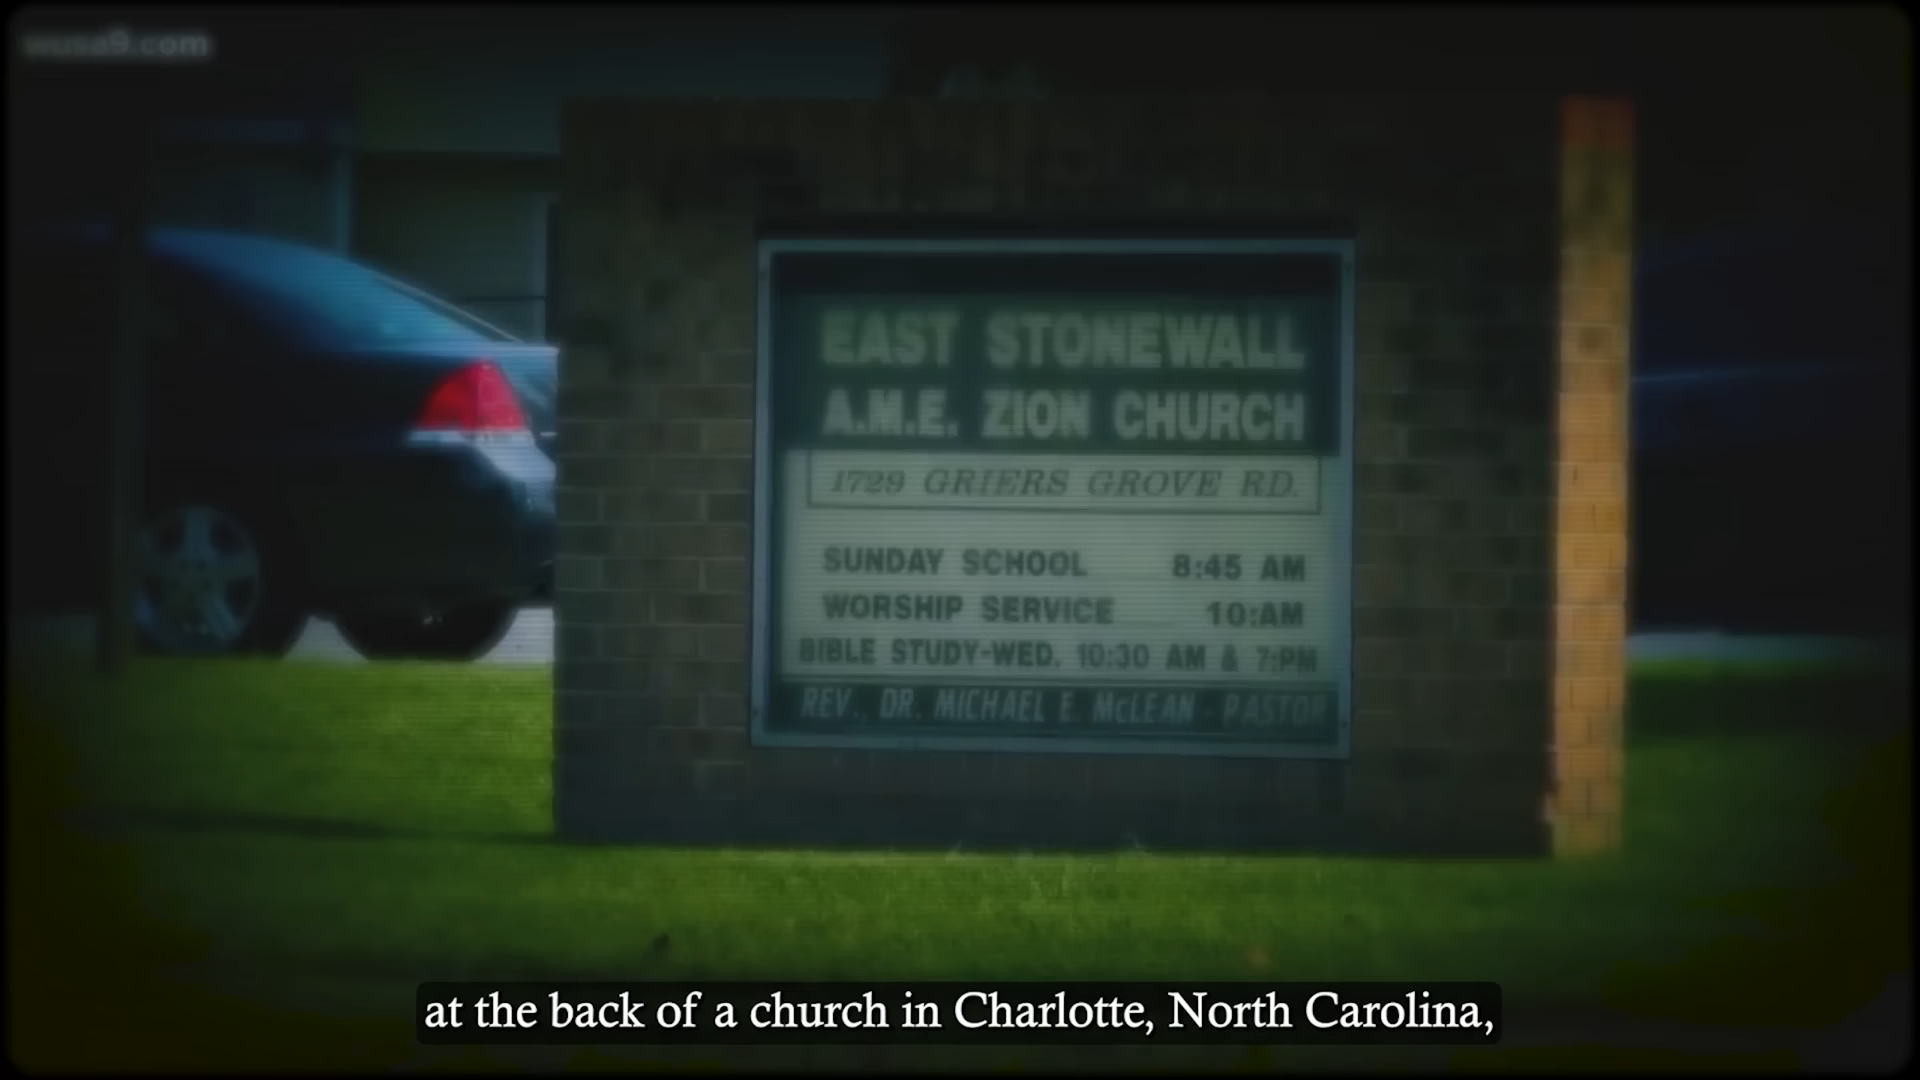 wusa9.com
EAST STONEWALL
A.M.E. ZION CHURCH
1729 GRIERS GROVE RD.
SUNDAY SCHOOL 8:45 AM
WORSHIP SERVICE 10:AM
BIBLE STUDY-WED. 10:30 AM & 7:PM
REV. DR. MICHAEL E. McLEAN - PASTOR
at the back of a church in Charlotte, North Carolina,